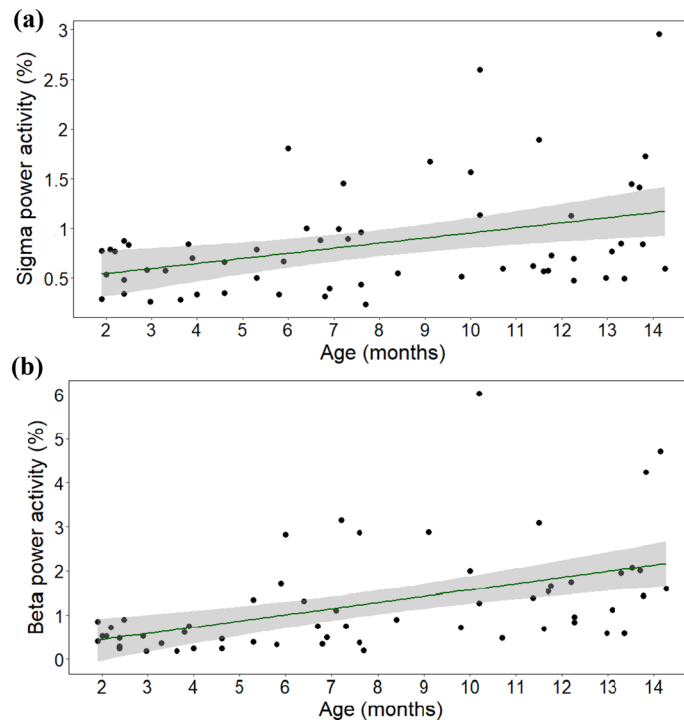 (a)
Sigma power activity (%)
3
2.5
2
1.5
1
0.5
2 3 4 5 6 7 8 9 10 11 12 13 14
Age (months)
(b)
Beta power activity (%)
6
5
4
3
2
1
0
2 3 4 5 6 7 8 9 10 11 12 13 14
Age (months)